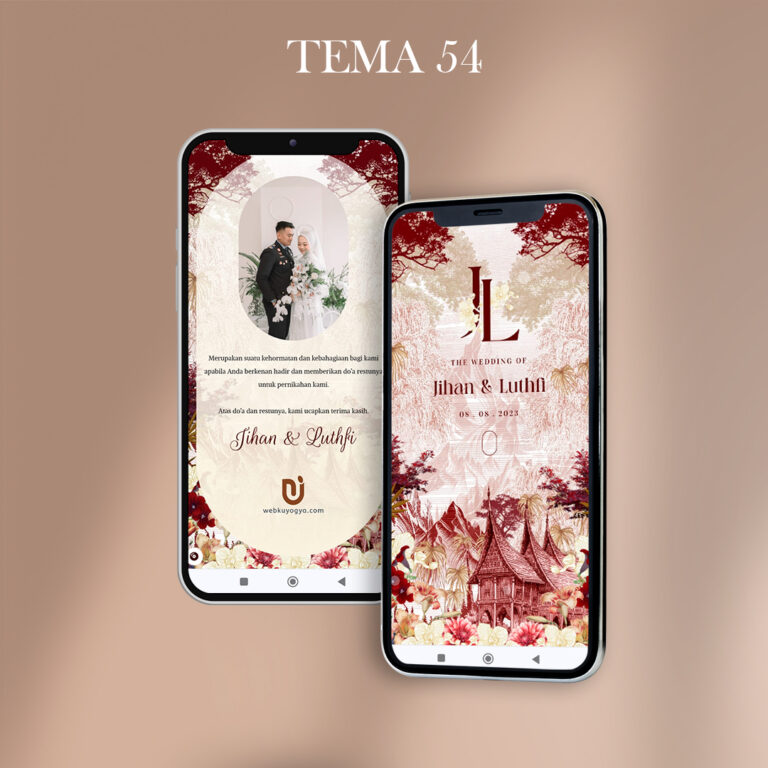 TEMA 54
Merupakan suatu kehormatan dan kebahagiaan bagi kami
apabila Anda berkenan hadir dan memberikan do'a restunya
untuk pernikahan kami.
Atas do'a dan restunya, kami ucapkan terima kasih.
Jihan & Luthfi
webkuyogya.com
JL
THE WEDDING OF
Jihan & Luthfi
08 . 08 . 2023